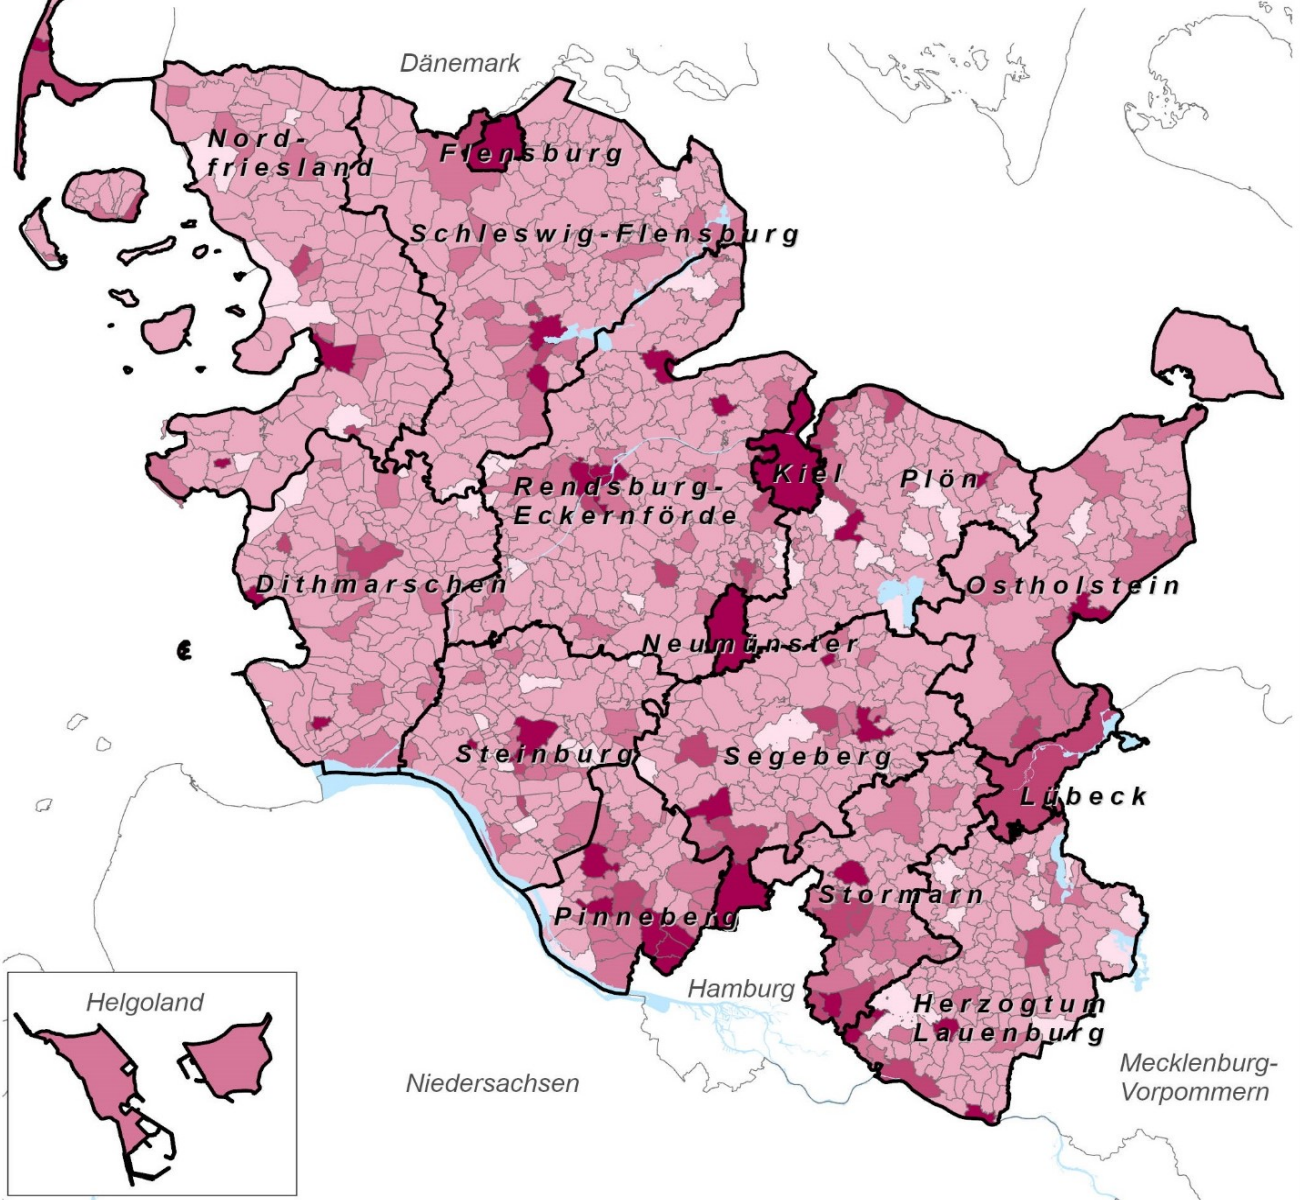 Dänemark
Nord-
friesland
Flensburg
Schleswig-Flensburg
Kiel
Plön
Rendsburg-
Eckernförde
Dithmarschen
Ostholstein
Neumünster
Steinburg
Segeberg
Lübeck
Stormarn
Pinneberg
Hamburg
Helgoland
Herzogtum
Lauenburg
Niedersachsen
Mecklenburg-
Vorpommern